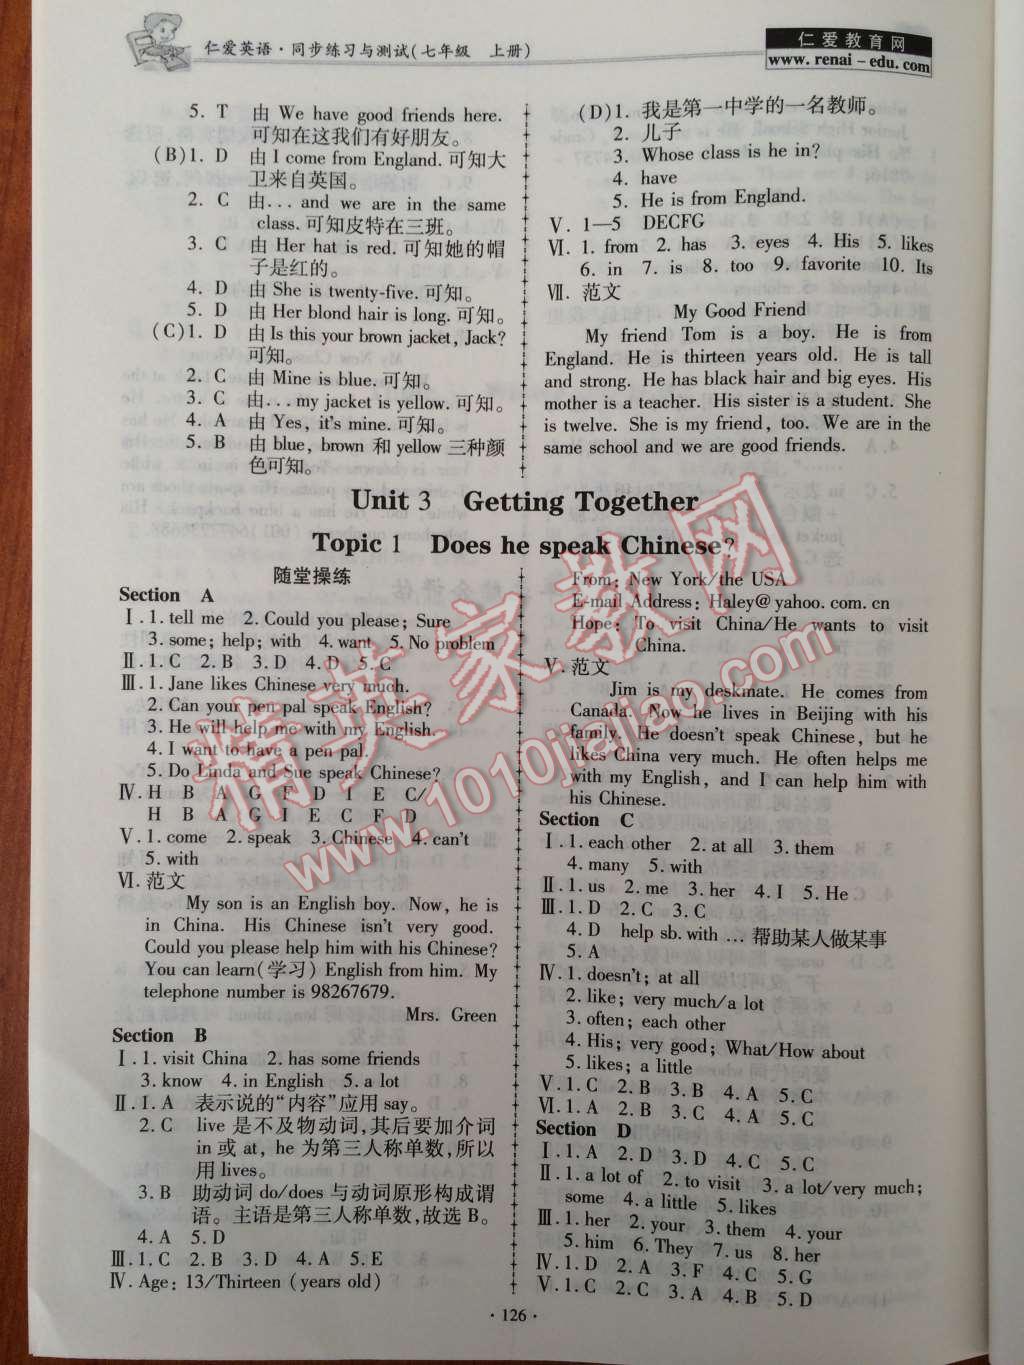 仁爱英语·同步练习与测试(七年级 上册)
仁爱教育网
www. renai - edu. com
5. T 由 We have good friends here.
可知在这我们有好朋友。
(B)1. D 由 I come from England. 可知大
卫来自英国。
2. C 由... and we are in the same
class. 可知皮特在三班。
3. C 由 Her hat is red. 可知她的帽
子是红的。
4. D 由 She is twenty-five. 可知。
5. D 由 Her blond hair is long. 可知。
(C)1. D 由 Is this your brown jacket, Jack?
可知。
2. C 由 Mine is blue. 可知。
3. C 由... my jacket is yellow. 可知。
4. A 由 Yes, it's mine. 可知。
5. B 由 blue, brown 和 yellow 三种颜
色可知。
(D)1. 我是第一中学的一名教师。
2. 儿子
3. Whose class is he in?
4. have
5. He is from England.
Ⅴ. 1—5 DECFG
Ⅵ. 1. from 2. has 3. eyes 4. His 5. likes
6. in 7. is 8. too 9. favorite 10. Its
Ⅶ. 范文
My Good Friend
My friend Tom is a boy. He is from
England. He is thirteen years old. He is tall
and strong. He has black hair and big eyes. His
mother is a teacher. His sister is a student. She
is twelve. She is my friend, too. We are in the
same school and we are good friends.
Unit 3 Getting Together
Topic 1 Does he speak Chinese?
随堂操练
Section A
Ⅰ. 1. tell me 2. Could you please; Sure
3. some; help; with 4. want 5. No problem
Ⅱ. 1. C 2. B 3. D 4. D 5. C
Ⅲ. 1. Jane likes Chinese very much.
2. Can your pen pal speak English?
3. He will help me with my English.
4. I want to have a pen pal.
5. Do Linda and Sue speak Chinese?
Ⅳ. H B A G F D I E C/
H B A G I E C F D
Ⅴ. 1. come 2. speak 3. Chinese 4. can't
5. with
Ⅵ. 范文
My son is an English boy. Now, he is
in China. His Chinese isn't very good.
Could you please help him with his Chinese?
You can learn(学习) English from him. My
telephone number is 98267679.
Mrs. Green
Section B
Ⅰ. 1. visit China 2. has some friends
3. know 4. in English 5. a lot
Ⅱ. 1. A 表示说的“内容”应用 say。
2. C live 是不及物动词,其后要加介词
in 或 at, he 为第三人称单数,所以
用 lives。
3. B 助动词 do/does 与动词原形构成谓
语。主语是第三人称单数,故选 B。
4. A 5. D
Ⅲ. 1. C 2. B 3. D 4. A 5. E
Ⅳ. Age: 13/Thirteen (years old)
From: New York/the USA
E-mail Address: Haley@yahoo. com. cn
Hope: To visit China/He wants to visit
China.
Ⅴ. 范文
Jim is my deskmate. He comes from
Canada. Now he lives in Beijing with his
family. He doesn't speak Chinese, but he
likes China very much. He often helps me
with my English, and I can help him with
his Chinese.
Section C
Ⅰ. 1. each other 2. at all 3. them
4. many 5. with
Ⅱ. 1. us 2. me 3. her 4. I 5. He
Ⅲ. 1. D 2. C 3. C
4. D help sb. with ... 帮助某人做某事
5. A
Ⅳ. 1. doesn't; at all
2. like; very much/a lot
3. often; each other
4. His; very good; What/How about
5. likes; a little
Ⅴ. 1. C 2. B 3. B 4. A 5. C
Ⅵ. 1. A 2. C 3. B 4. A 5. C
Section D
Ⅰ. 1. A 2. D 3. D 4. C 5. C
Ⅱ. 1. a lot of 2. to visit 3. a lot/very much;
some 4. a little 5. likes
Ⅲ. 1. her 2. your 3. them 4. your
5. him 6. They 7. us 8. her
Ⅳ. 1. D 2. A 3. F 4. C 5. G
Ⅴ. 1. C 2. C 3. A 4. B 5. D
· 126 ·
精英家教网
www.1010jiajiao.com